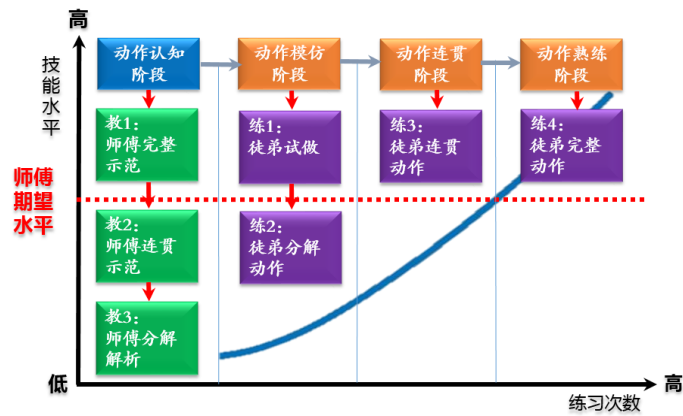 高
技能水平
动作认知
阶段
动作模仿
阶段
动作连贯
阶段
动作熟练
阶段
教1：
师傅完整
示范
练1：
徒弟试做
练3：
徒弟连贯
动作
练4：
徒弟完整
动作
师傅
期望
水平
教2：
师傅连贯
示范
练2：
徒弟分解
动作
教3：
师傅分解
解析
低
高
练习次数